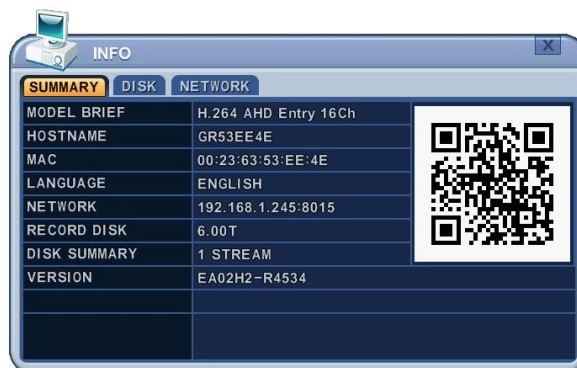 INFO
X
SUMMARY DISK NETWORK
MODEL BRIEF H.264 AHD Entry 16Ch
HOSTNAME GR53EE4E
MAC 00:23:63:53:EE:4E
LANGUAGE ENGLISH
NETWORK 192.168.1.245:8015
RECORD DISK 6.00T
DISK SUMMARY 1 STREAM
VERSION EA02H2-R4534